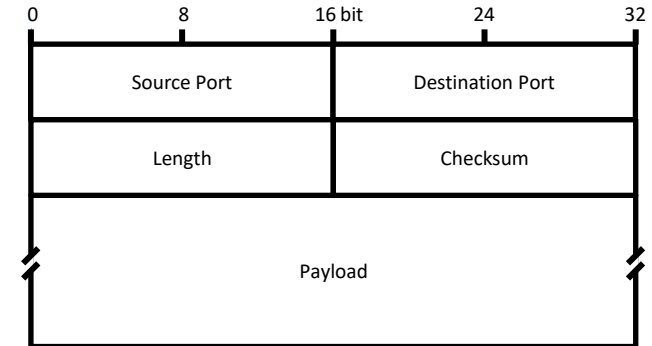 0 8 16 bit 24 32
Source Port Destination Port
Length Checksum
Payload